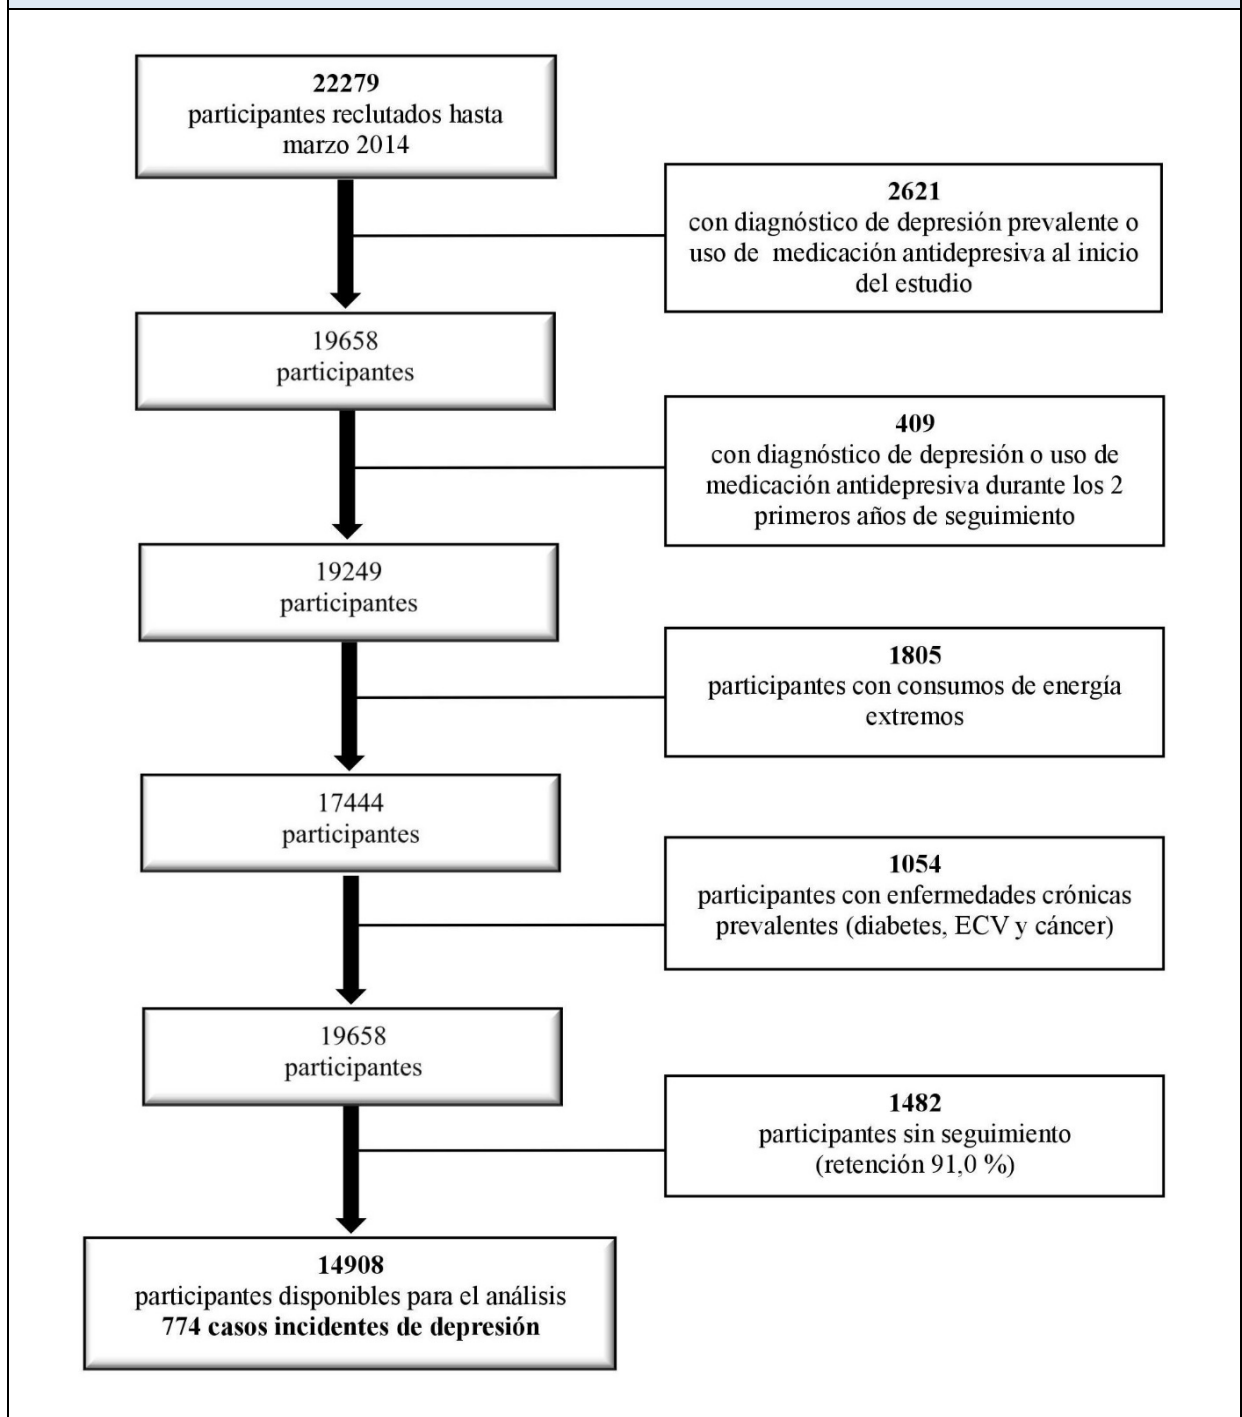 22279
participantes reclutados hasta
marzo 2014
2621
con diagnóstico de depresión prevalente o
uso de medicación antidepresiva al inicio
del estudio
19658
participantes
409
con diagnóstico de depresión o uso de
medicación antidepresiva durante los 2
primeros años de seguimiento
19249
participantes
1805
participantes con consumos de energía
extremos
17444
participantes
1054
participantes con enfermedades crónicas
prevalentes (diabetes, ECV y cáncer)
19658
participantes
1482
participantes sin seguimiento
(retención 91,0 %)
14908
participantes disponibles para el análisis
774 casos incidentes de depresión